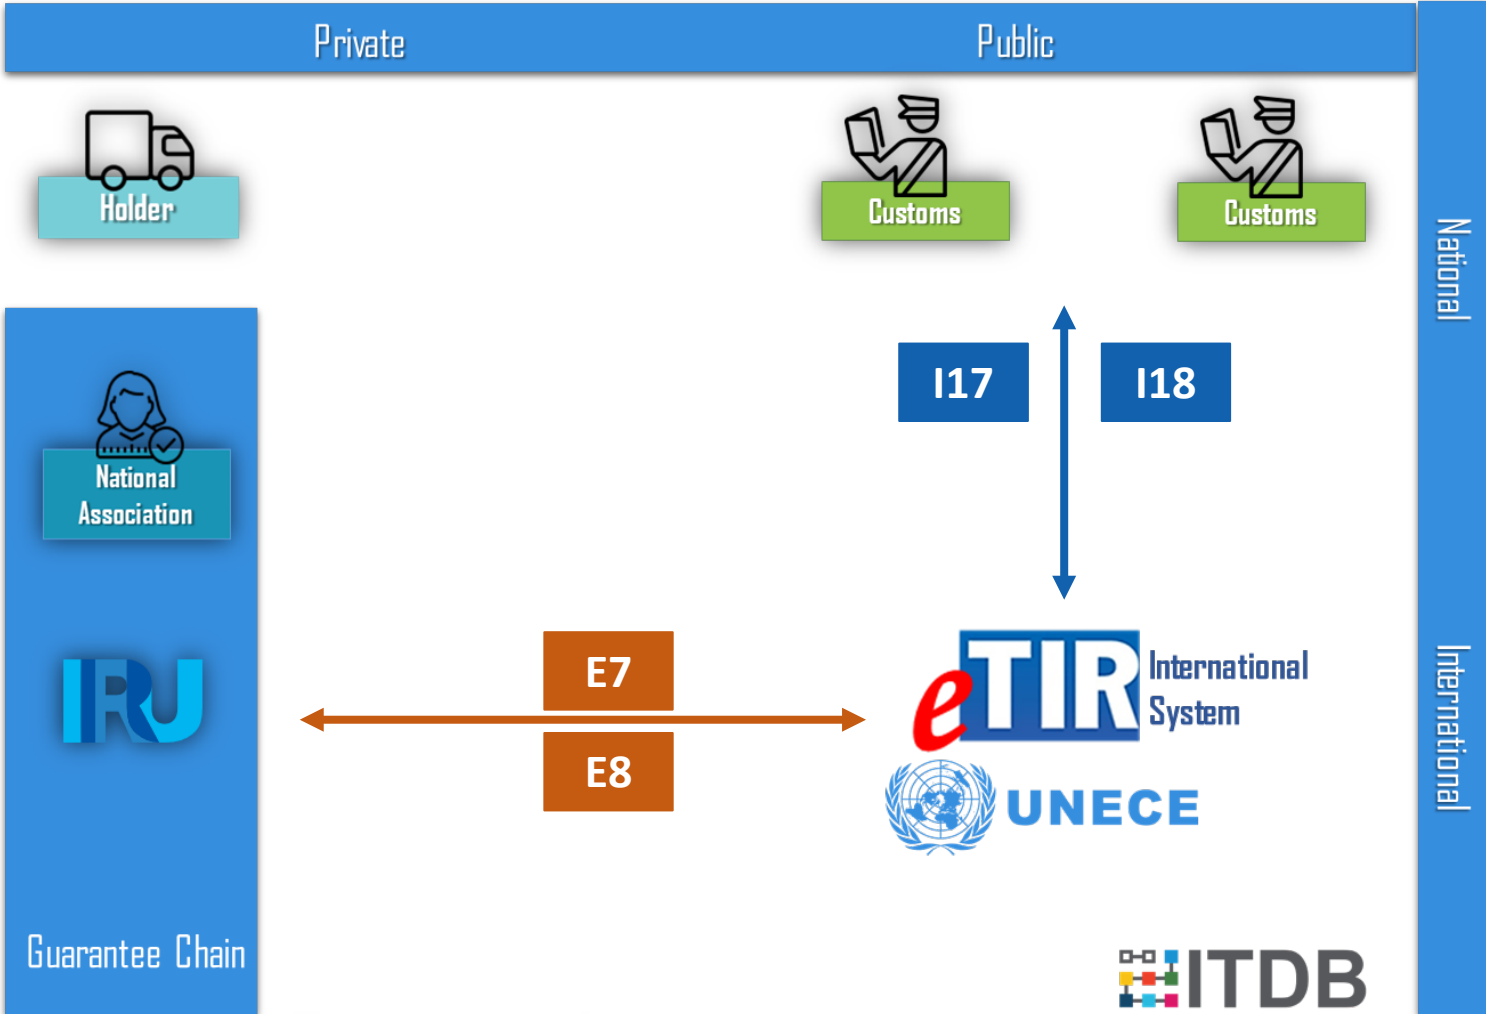 Private
Public
Holder
Customs
Customs
National
I17
I18
National
Association
IRU
E7
E8
eTIR
International
System
UNECE
International
Guarantee Chain
ITDB